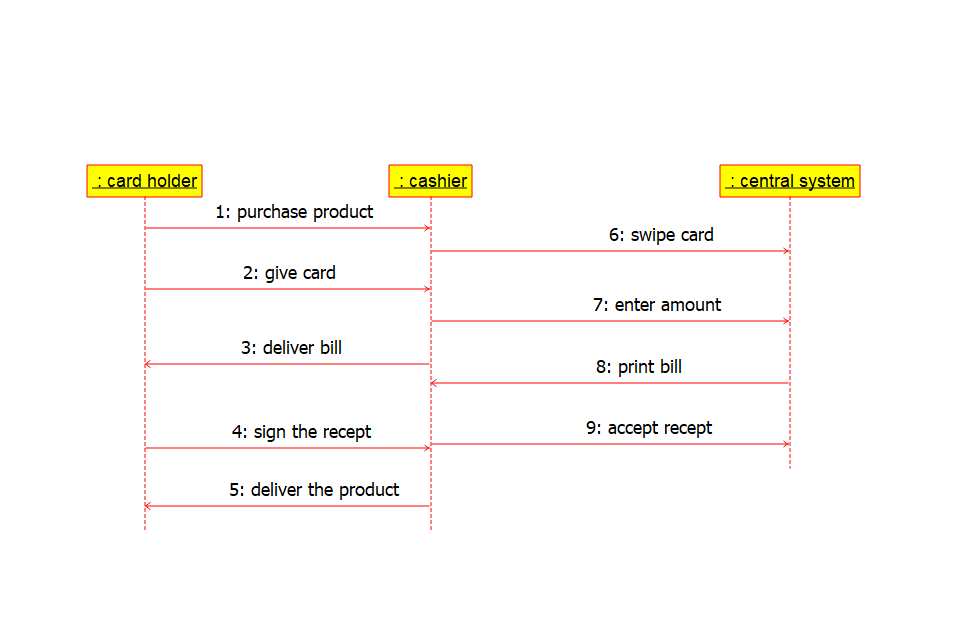 : card holder
: cashier
: central system
1: purchase product
6: swipe card
2: give card
7: enter amount
3: deliver bill
8: print bill
4: sign the recept
9: accept recept
5: deliver the product